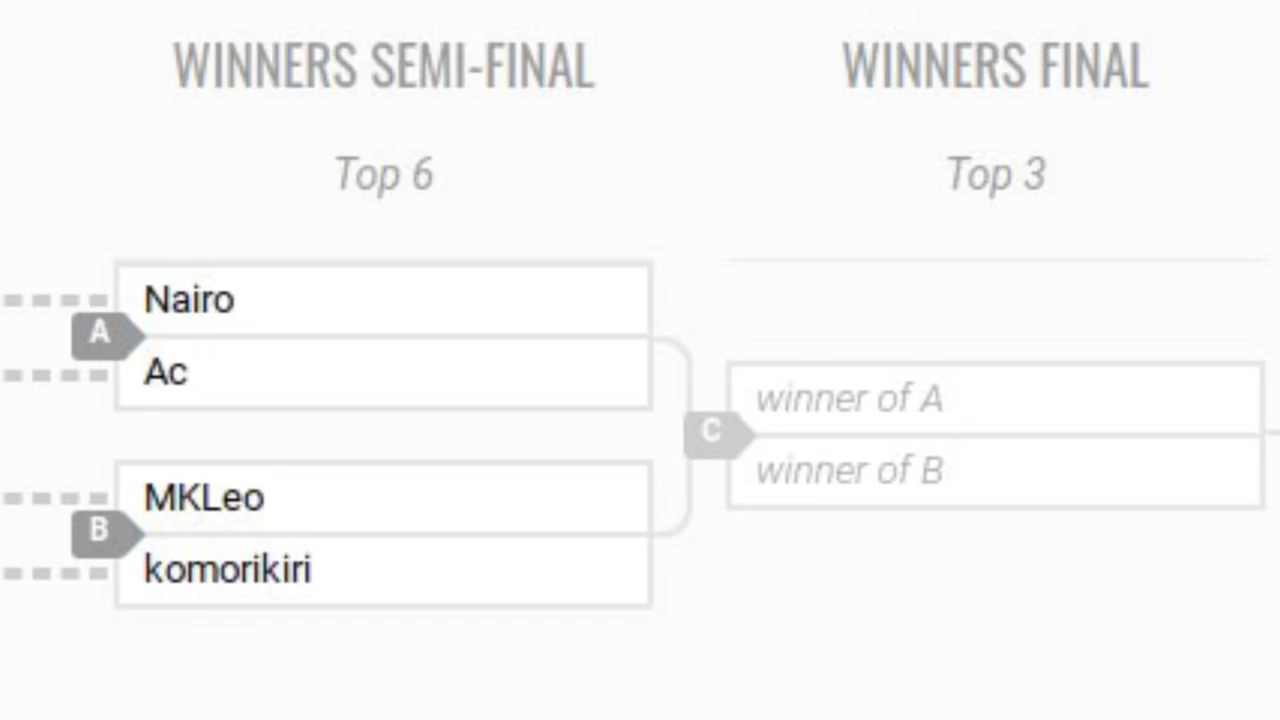 WINNERS SEMI-FINAL
Top 6
Nairo
A
Ac
MKLeo
B
komorikiri
WINNERS FINAL
Top 3
winner of A
C
winner of B